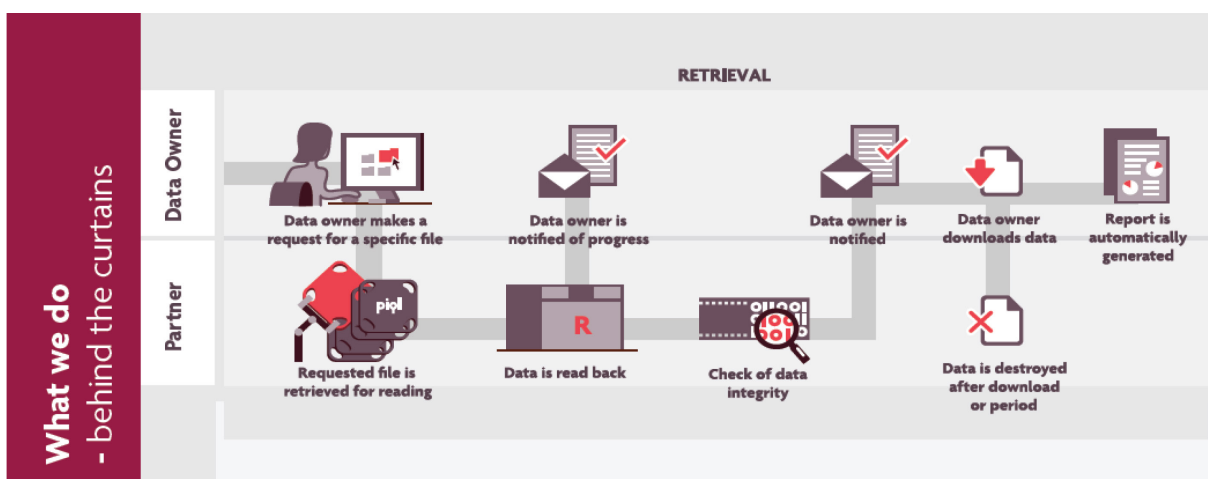 What we do
- behind the curtains
RETRIEVAL
Data Owner
Data owner makes a
request for a specific file
Data owner is
notified of progress
Data owner is
notified
Data owner
downloads data
Report is
automatically
generated
Partner
piql
Requested file is
retrieved for reading
R
Data is read back
Check of data
integrity
Data is destroyed
after download
or period